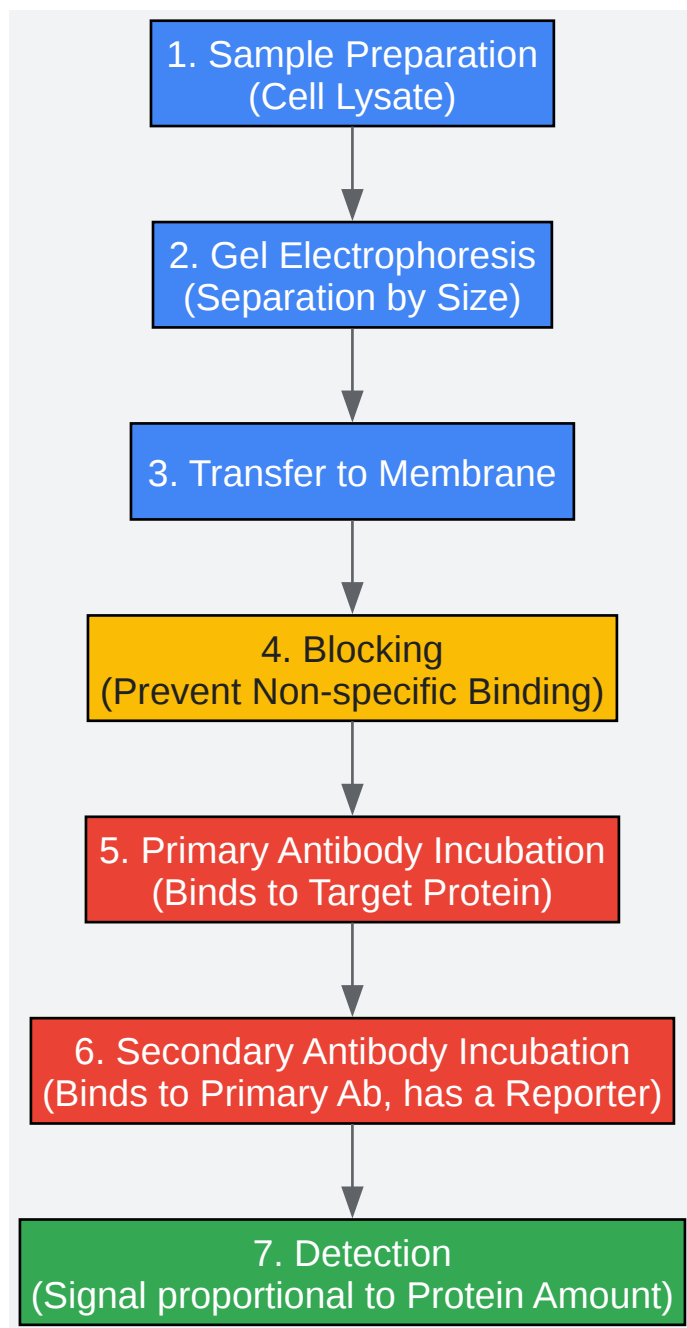 1. Sample Preparation
(Cell Lysate)
2. Gel Electrophoresis
(Separation by Size)
3. Transfer to Membrane
4. Blocking
(Prevent Non-specific Binding)
5. Primary Antibody Incubation
(Binds to Target Protein)
6. Secondary Antibody Incubation
(Binds to Primary Ab, has a Reporter)
7. Detection
(Signal proportional to Protein Amount)